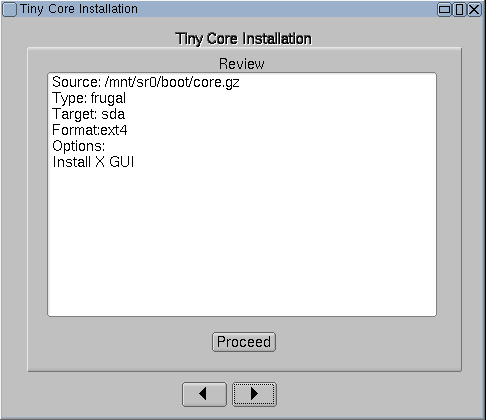 Tiny Core Installation
Tiny Core Installation
Review
Source: /mnt/sr0/boot/core.gz
Type: frugal
Target: sda
Format:ext4
Options:
Install X GUI
Proceed